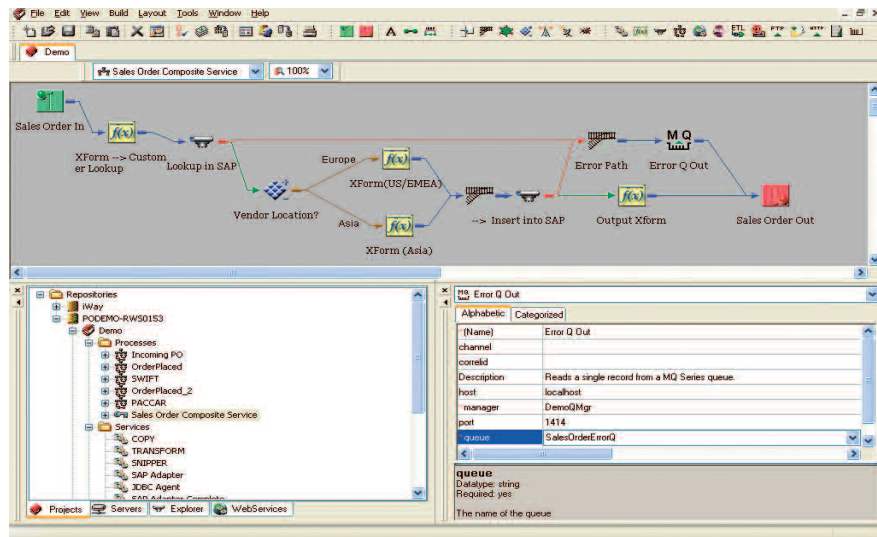 File Edit View Build Layout Tools Window Help
Demo
Sales Order Composite Service 100%
Sales Order In
f(x)
XForm --> Custom
er Lookup
Lookup in SAP
Vendor Location?
Europe
f(x)
XForm(US/EMEA)
Asia
f(x)
XForm (Asia)
--> Insert into SAP
Error Path
M Q
Error Q Out
f(x)
Output Xform
Sales Order Out
Repositories
iWay
PODEMO-RWS0153
Demo
Processes
Incoming PO
OrderPlaced
SWIFT
OrderPlaced_2
PACCAR
Sales Order Composite Service
Services
COPY
TRANSFORM
SNIPPER
SAP Adapter
JDBC Agent
SAP Adapter Complete
Projects Servers Explorer WebServices
MQ Error Q Out
Alphabetic Categorized
(Name) Error Q Out
channel
correlid
Description Reads a single record from a MQ Series queue.
host localhost
manager DemoQMgr
port 1414
queue SalesOrderErrorQ
queue
Datatype: string
Required: yes
The name of the queue